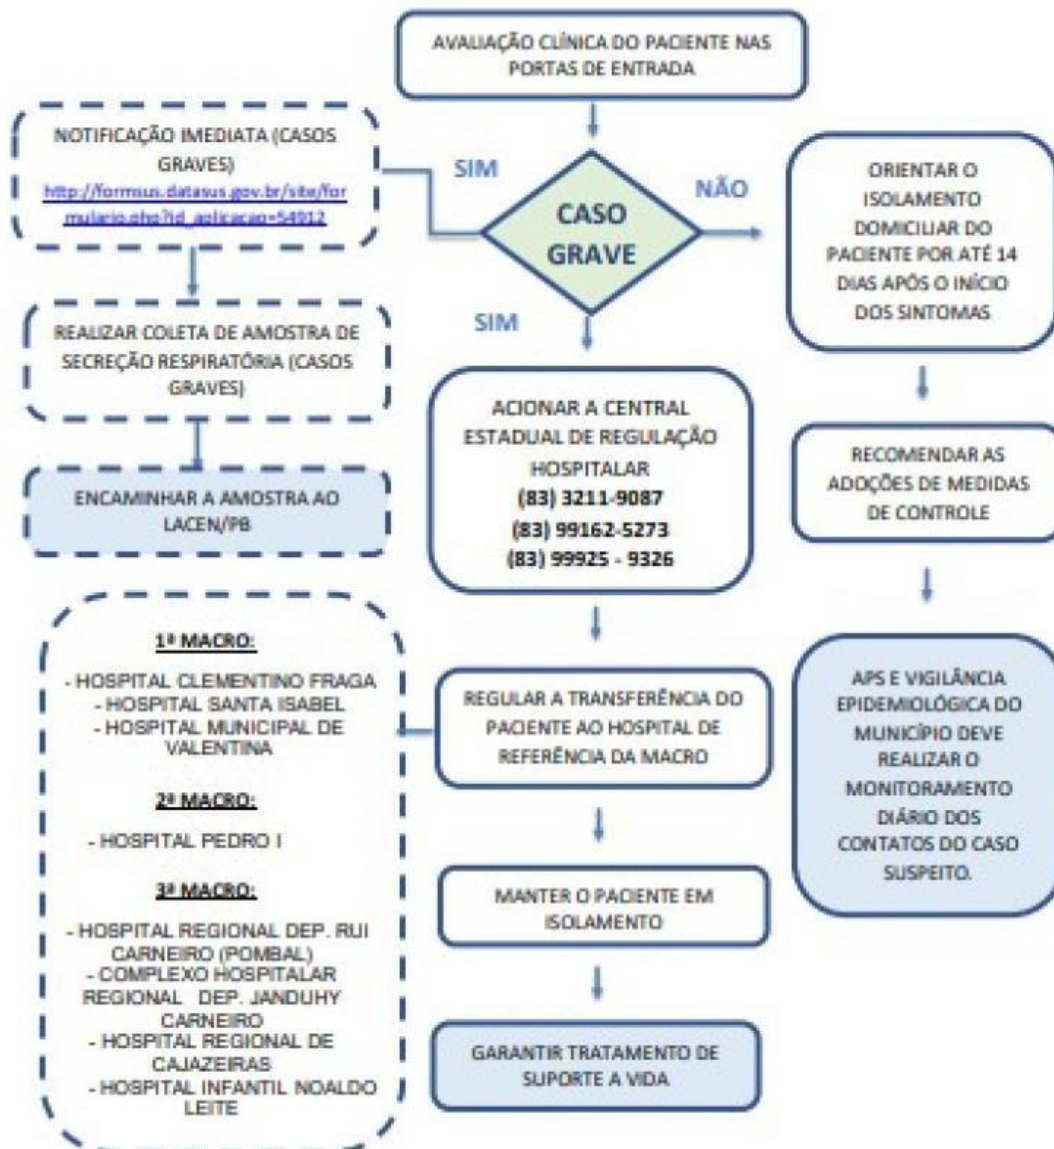 AVALIAÇÃO CLÍNICA DO PACIENTE NAS
PORTAS DE ENTRADA
CASO
GRAVE
SIM
NÃO
SIM
NOTIFICAÇÃO IMEDIATA (CASOS
GRAVES)
http://formsus.datasus.gov.br/site/for
mulario.php?id_aplicacao=54912
REALIZAR COLETA DE AMOSTRA DE
SECREÇÃO RESPIRATÓRIA (CASOS
GRAVES)
ENCAMINHAR A AMOSTRA AO
LACEN/PB
ACIONAR A CENTRAL
ESTADUAL DE REGULAÇÃO
HOSPITALAR
(83) 3211-9087
(83) 99162-5273
(83) 99925 - 9326
REGULAR A TRANSFERÊNCIA DO
PACIENTE AO HOSPITAL DE
REFERÊNCIA DA MACRO
1ª MACRO:
- HOSPITAL CLEMENTINO FRAGA
- HOSPITAL SANTA ISABEL
- HOSPITAL MUNICIPAL DE
VALENTINA
2ª MACRO:
- HOSPITAL PEDRO I
3ª MACRO:
- HOSPITAL REGIONAL DEP. RUI
CARNEIRO (POMBAL)
- COMPLEXO HOSPITALAR
REGIONAL DEP. JANDUHY
CARNEIRO
- HOSPITAL REGIONAL DE
CAJAZEIRAS
- HOSPITAL INFANTIL NOALDO
LEITE
MANTER O PACIENTE EM
ISOLAMENTO
GARANTIR TRATAMENTO DE
SUPORTE A VIDA
ORIENTAR O
ISOLAMENTO
DOMICILIAR DO
PACIENTE POR ATÉ 14
DIAS APÓS O INÍCIO
DOS SINTOMAS
RECOMENDAR AS
ADOÇÕES DE MEDIDAS
DE CONTROLE
APS E VIGILÂNCIA
EPIDEMIOLÓGICA DO
MUNICÍPIO DEVE
REALIZAR O
MONITORAMENTO
DIÁRIO DOS
CONTATOS DO CASO
SUSPEITO.